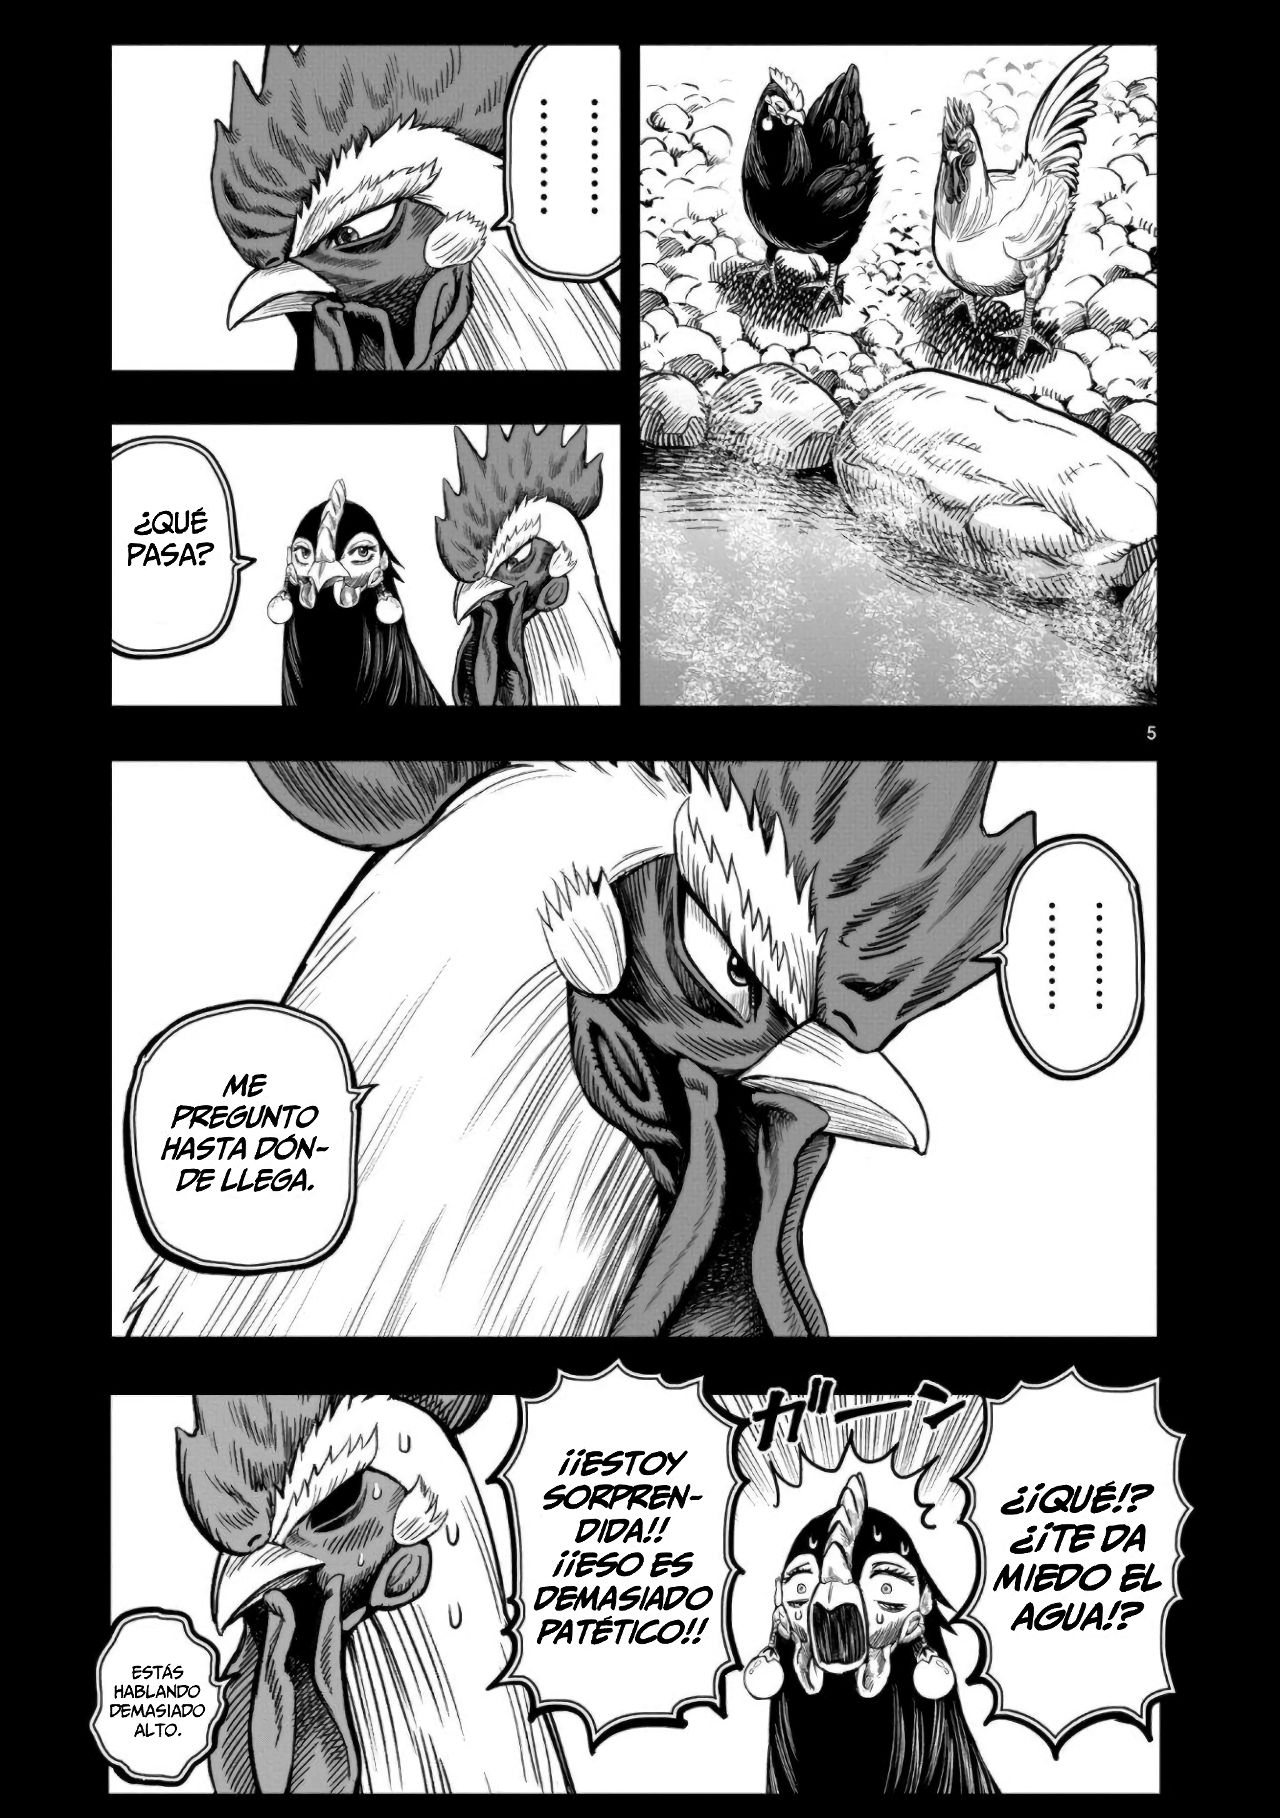 ………
………
¿QUÉ
PASA?
5
………
………
ME
PREGUNTO
HASTA DÓN-
DE LLEGA.
ガーン
¿¡QUÉ!?
¿¡TE DA
MIEDO EL
AGUA!?
¡¡ESTOY
SORPREN-
DIDA!!
¡¡ESO ES
DEMASIADO
PATÉTICO!!
ESTÁS
HABLANDO
DEMASIADO
ALTO.